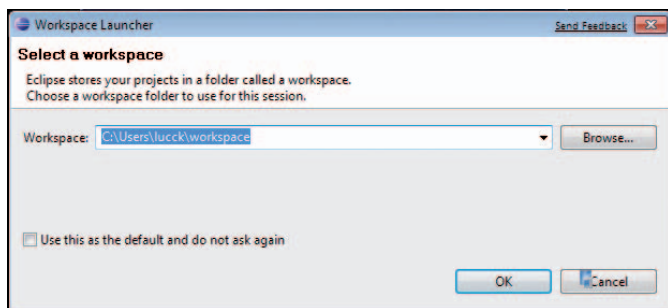 Workspace Launcher
Send Feedback
Select a workspace
Eclipse stores your projects in a folder called a workspace.
Choose a workspace folder to use for this session.
Workspace: C:\Users\lucck\workspace Browse...
Use this as the default and do not ask again
OK Cancel